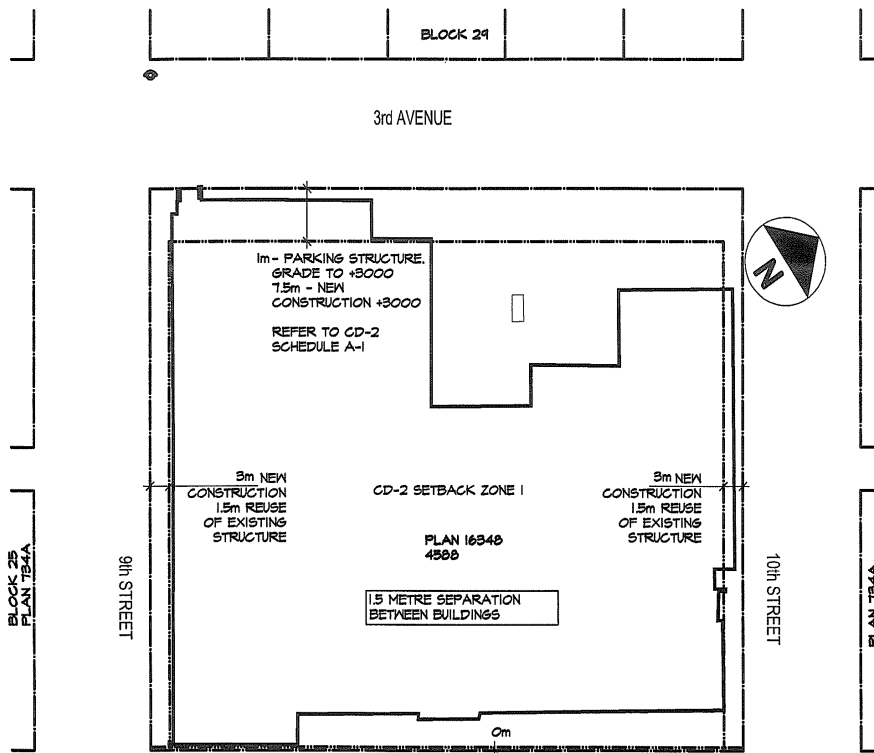 BLOCK 29
3rd AVENUE
1m - PARKING STRUCTURE.
GRADE TO +3000
7.5m - NEW
CONSTRUCTION +3000
REFER TO CD-2
SCHEDULE A-1
N
3m NEW
CONSTRUCTION
1.5m REUSE
OF EXISTING
STRUCTURE
CD-2 SETBACK ZONE 1
3m NEW
CONSTRUCTION
1.5m REUSE
OF EXISTING
STRUCTURE
PLAN 16348
4588
BLOCK 25
PLAN 734A
9th STREET
1.5 METRE SEPARATION
BETWEEN BUILDINGS
10th STREET
PLAN 734A
0m